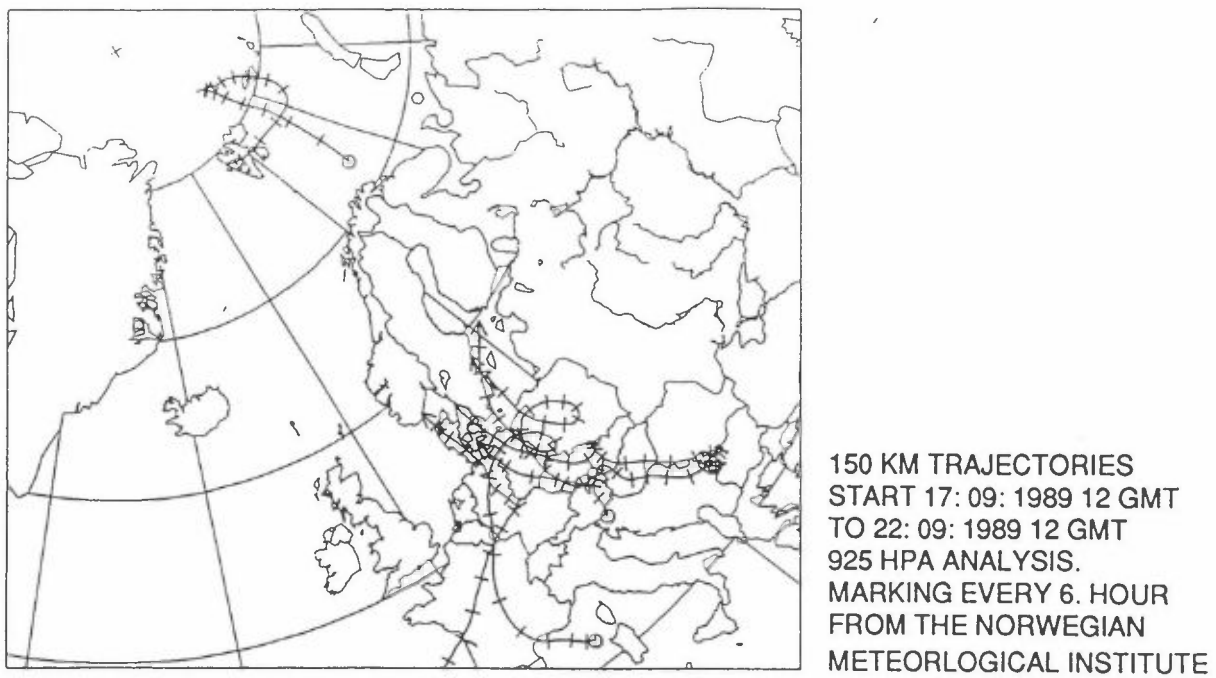 150 KM TRAJECTORIES
START 17: 09: 1989 12 GMT
TO 22: 09: 1989 12 GMT
925 HPA ANALYSIS.
MARKING EVERY 6. HOUR
FROM THE NORWEGIAN
METEORLOGICAL INSTITUTE